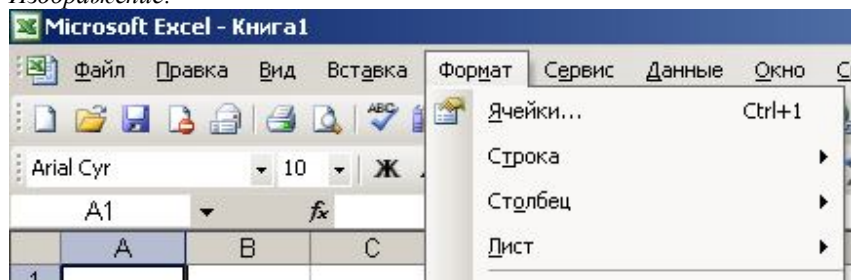 Изображение:
Microsoft Excel - Книга1
Файл Правка Вид Вставка Формат Сервис Данные Окно С
ABC Ячейки... Ctrl+1
Arial Cyr 10 Ж Строка
A1 fx Столбец
A B C Лист
1